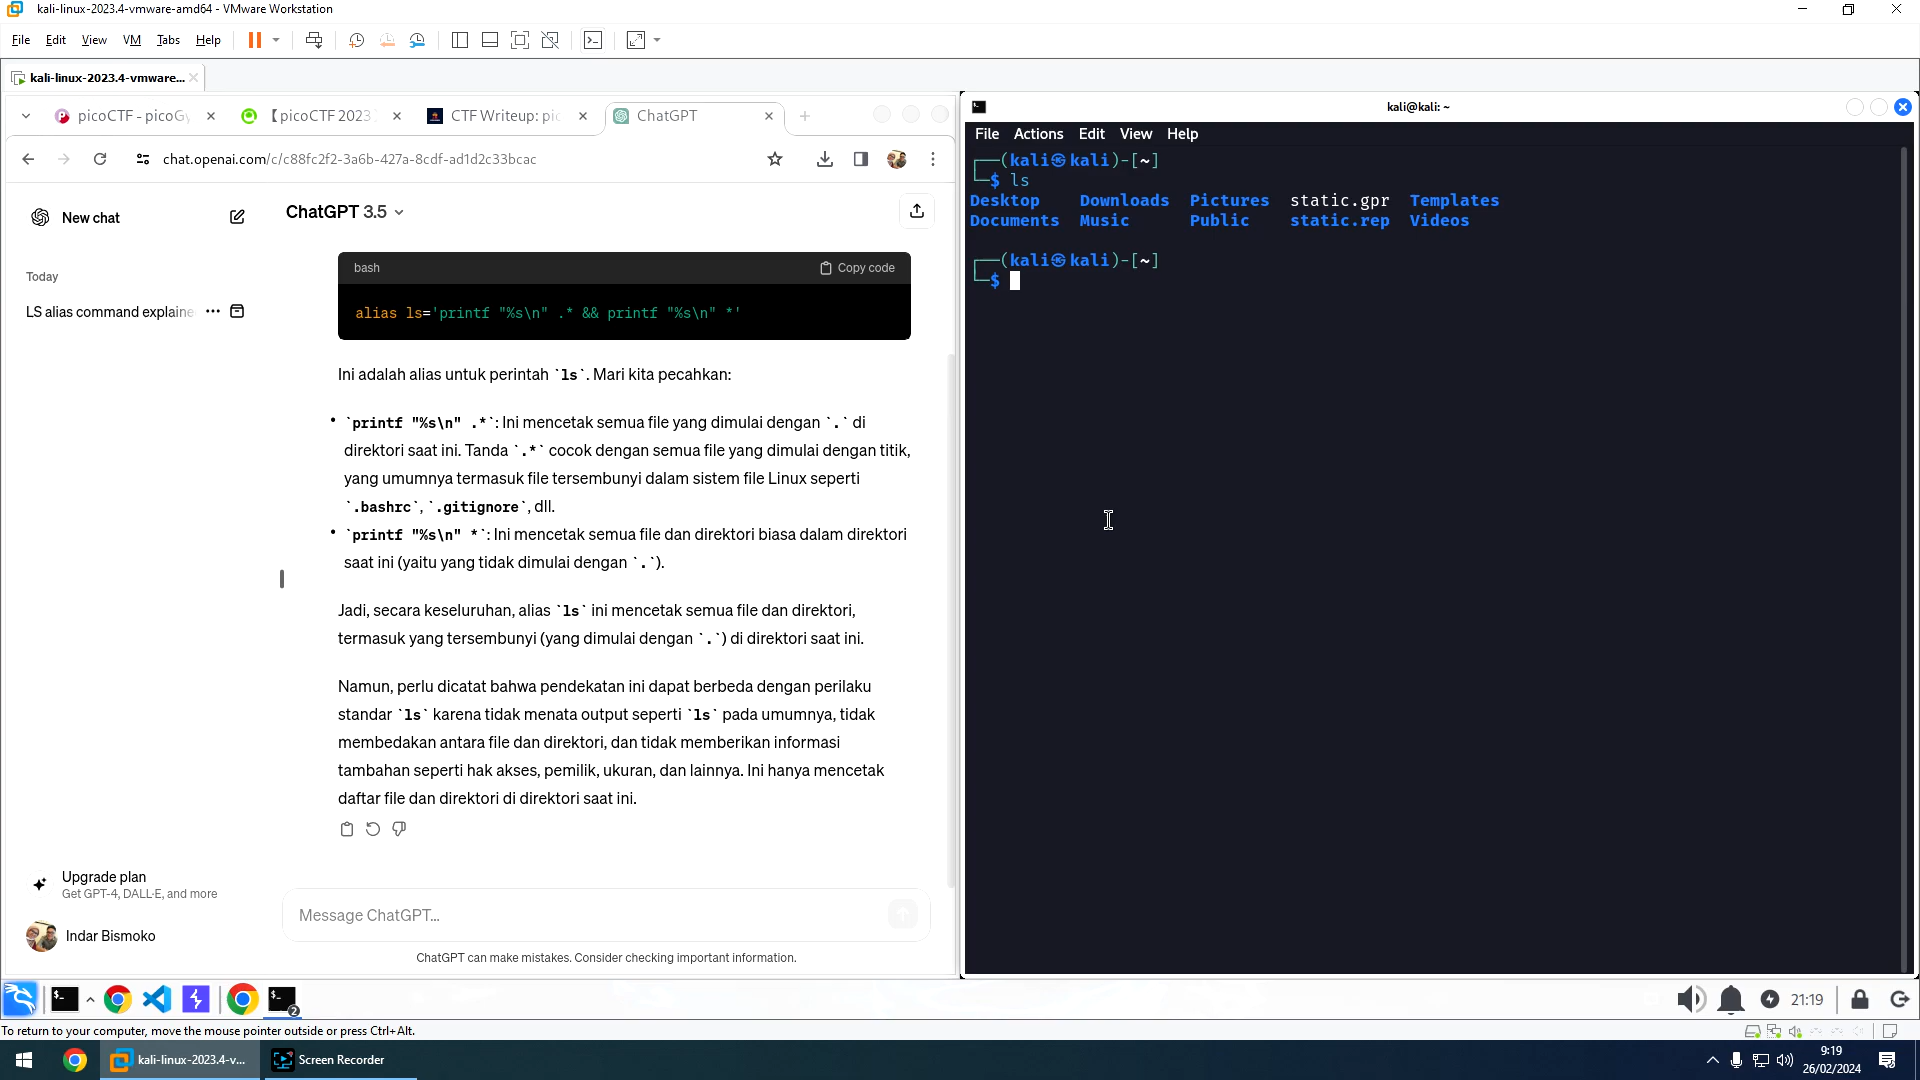 kali-linux-2023.4-vmware-amd64 - VMware Workstation
File Edit View VM Tabs Help
kali-linux-2023.4-vmware...
picoCTF - picoGy
【picoCTF 2023
CTF Writeup: pic
ChatGPT
chat.openai.com/c/c88fc2f2-3a6b-427a-8cdf-ad1d2c33bcac
New chat
Today
LS alias command explaine
ChatGPT 3.5
bash
Copy code
alias ls='printf "%s\n" .* && printf "%s\n" *'
Ini adalah alias untuk perintah `ls`. Mari kita pecahkan:
• `printf "%s\n" .*`: Ini mencetak semua file yang dimulai dengan `.` di
direktori saat ini. Tanda `.*` cocok dengan semua file yang dimulai dengan titik,
yang umumnya termasuk file tersembunyi dalam sistem file Linux seperti
`.bashrc`, `.gitignore`, dll.
• `printf "%s\n" *`: Ini mencetak semua file dan direktori biasa dalam direktori
saat ini (yaitu yang tidak dimulai dengan `.`).
Jadi, secara keseluruhan, alias `ls` ini mencetak semua file dan direktori,
termasuk yang tersembunyi (yang dimulai dengan `.`) di direktori saat ini.
Namun, perlu dicatat bahwa pendekatan ini dapat berbeda dengan perilaku
standar `ls` karena tidak menata output seperti `ls` pada umumnya, tidak
membedakan antara file dan direktori, dan tidak memberikan informasi
tambahan seperti hak akses, pemilik, ukuran, dan lainnya. Ini hanya mencetak
daftar file dan direktori di direktori saat ini.
Upgrade plan
Get GPT-4, DALL·E, and more
Indar Bismoko
Message ChatGPT...
ChatGPT can make mistakes. Consider checking important information.
kali@kali: ~
File Actions Edit View Help
┌──(kali㉿kali)-[~]
└─$ ls
Desktop Downloads Pictures static.gpr Templates
Documents Music Public static.rep Videos
┌──(kali㉿kali)-[~]
└─$
2
21:19
To return to your computer, move the mouse pointer outside or press Ctrl+Alt.
kali-linux-2023.4-v...
Screen Recorder
9:19
26/02/2024